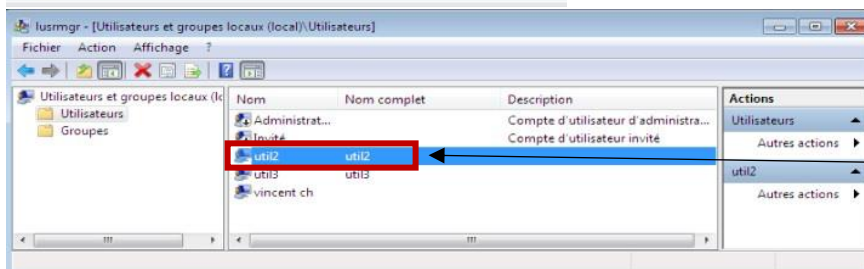 lusrmgr - [Utilisateurs et groupes locaux (local)\Utilisateurs]
Fichier Action Affichage ?
Utilisateurs et groupes locaux (lc
Utilisateurs
Groupes
Nom Nom complet Description
Administrat... Compte d'utilisateur d'administra...
Invité Compte d'utilisateur invité
util2 util2
util3 util3
vincent ch
Actions
Utilisateurs
Autres actions
util2
Autres actions